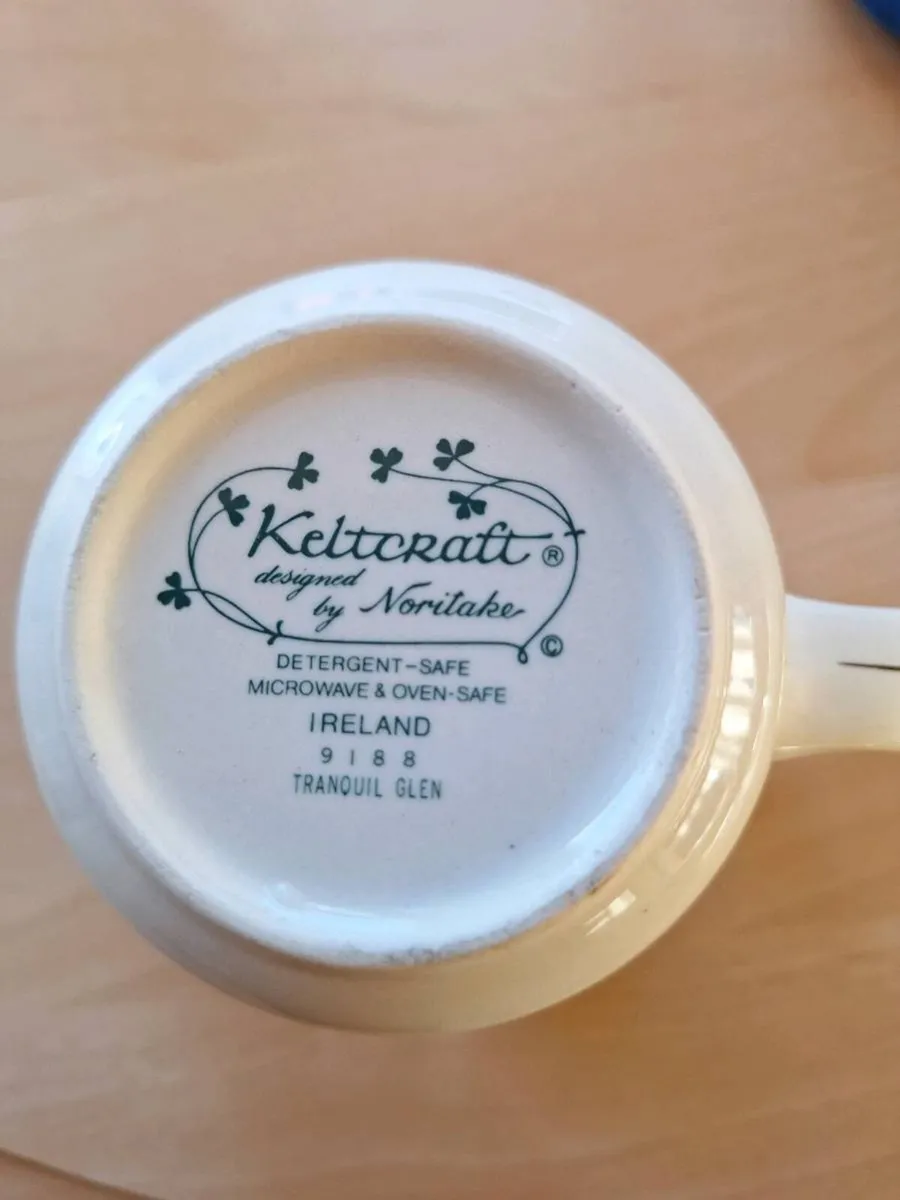 Keltcraft ®
designed
by Noritake
©
DETERGENT-SAFE
MICROWAVE & OVEN-SAFE
IRELAND
9188
TRANQUIL GLEN